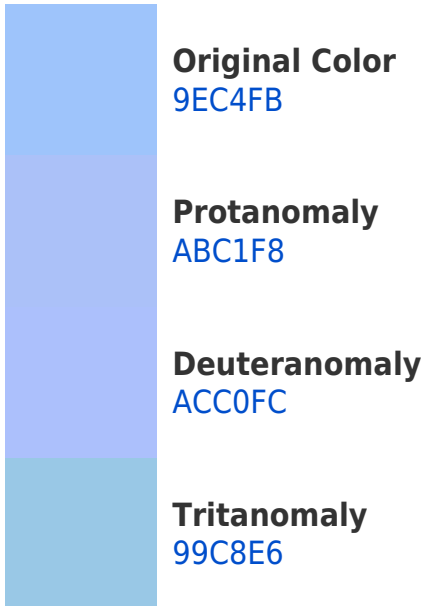 Original Color
9EC4FB
Protanomaly
ABC1F8
Deuteranomaly
ACC0FC
Tritanomaly
99C8E6